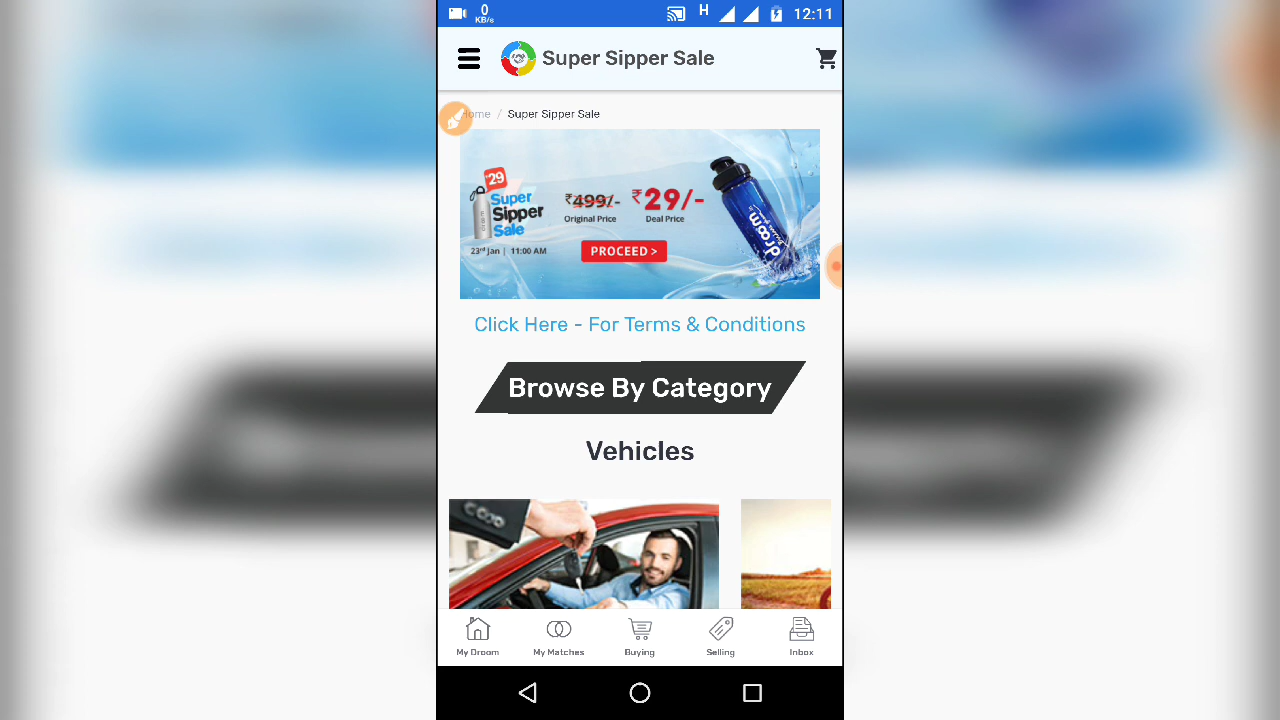 0
KB/s
H
12:11
Super Sipper Sale
Home / Super Sipper Sale
₹29
Super
Sipper
Sale
23rd Jan | 11:00 AM
₹499/-
Original Price
₹29/-
Deal Price
PROCEED >
droom
Click Here - For Terms & Conditions
Browse By Category
Vehicles
My Droom
My Matches
Buying
Selling
Inbox